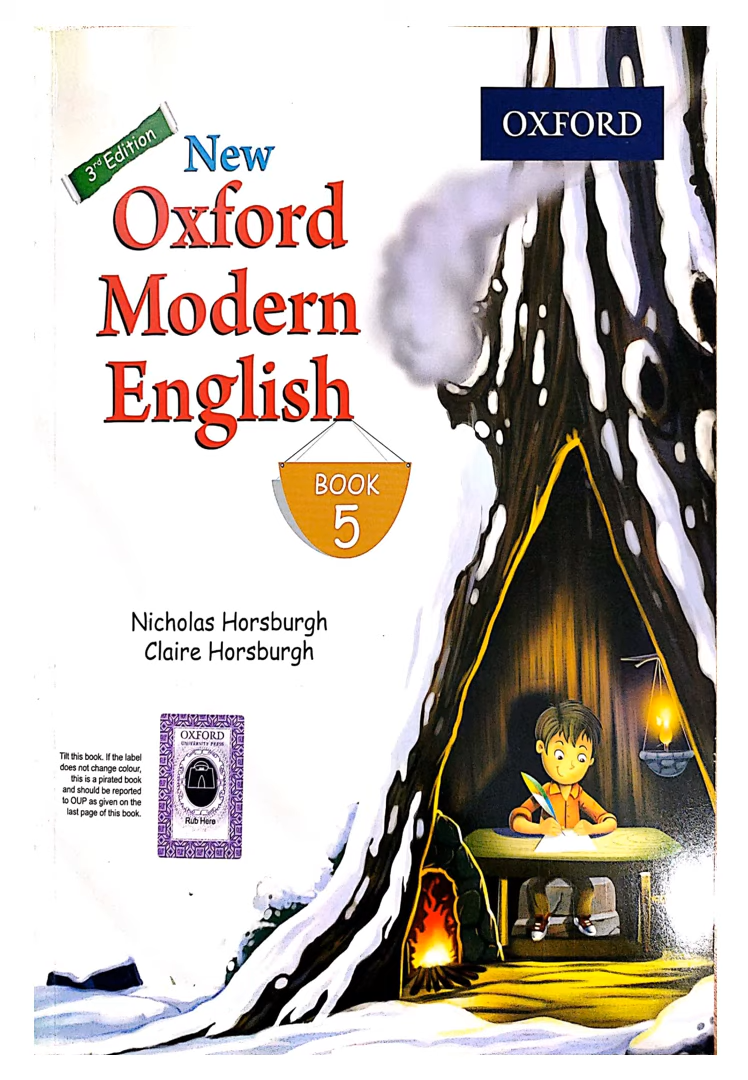 OXFORD
3rd Edition
New
Oxford
Modern
English
BOOK
5
Nicholas Horsburgh
Claire Horsburgh
Tilt this book. If the label
does not change colour,
this is a pirated book
and should be reported
to OUP as given on the
last page of this book.
OXFORD
UNIVERSITY PRESS
Rub Here